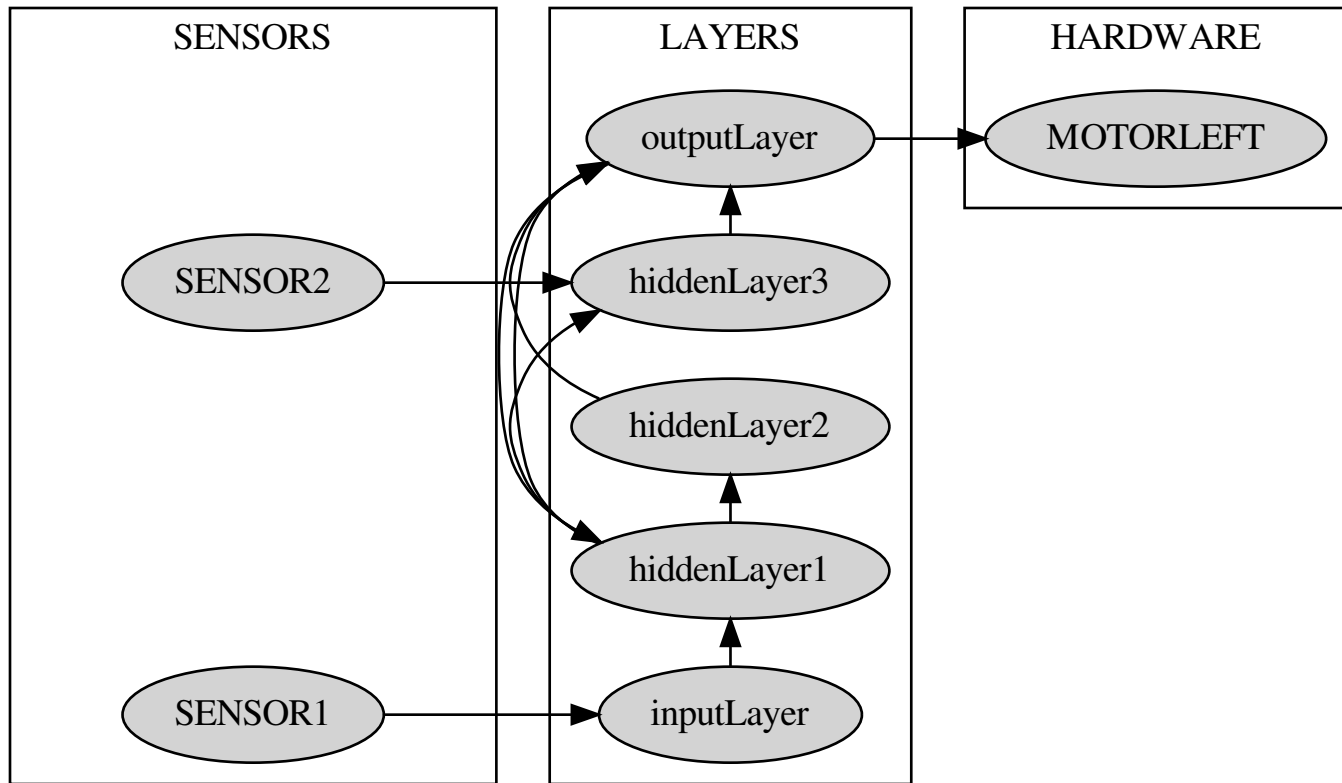 SENSORS
LAYERS
HARDWARE
outputLayer
MOTORLEFT
SENSOR2
hiddenLayer3
hiddenLayer2
hiddenLayer1
SENSOR1
inputLayer